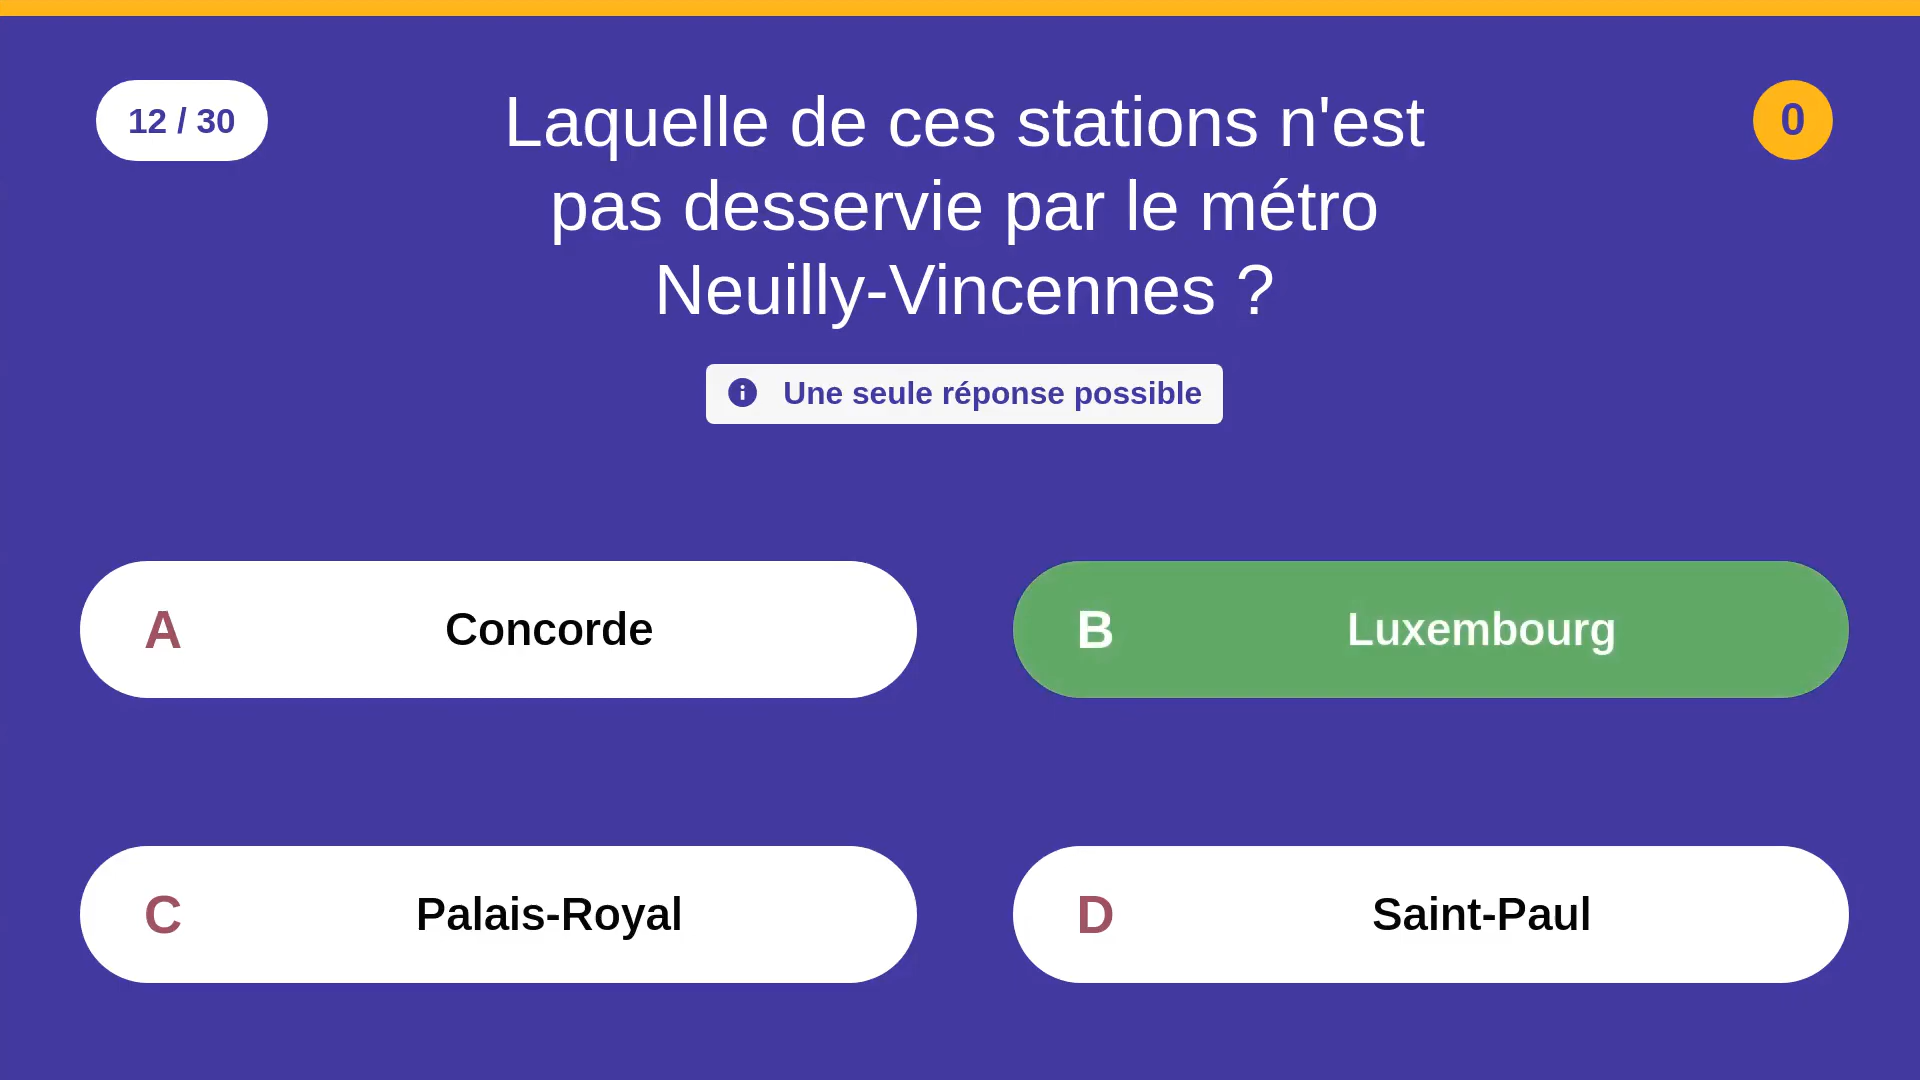 12 / 30
Laquelle de ces stations n'est
pas desservie par le métro
Neuilly-Vincennes ?
0
Une seule réponse possible
A Concorde
B Luxembourg
C Palais-Royal
D Saint-Paul